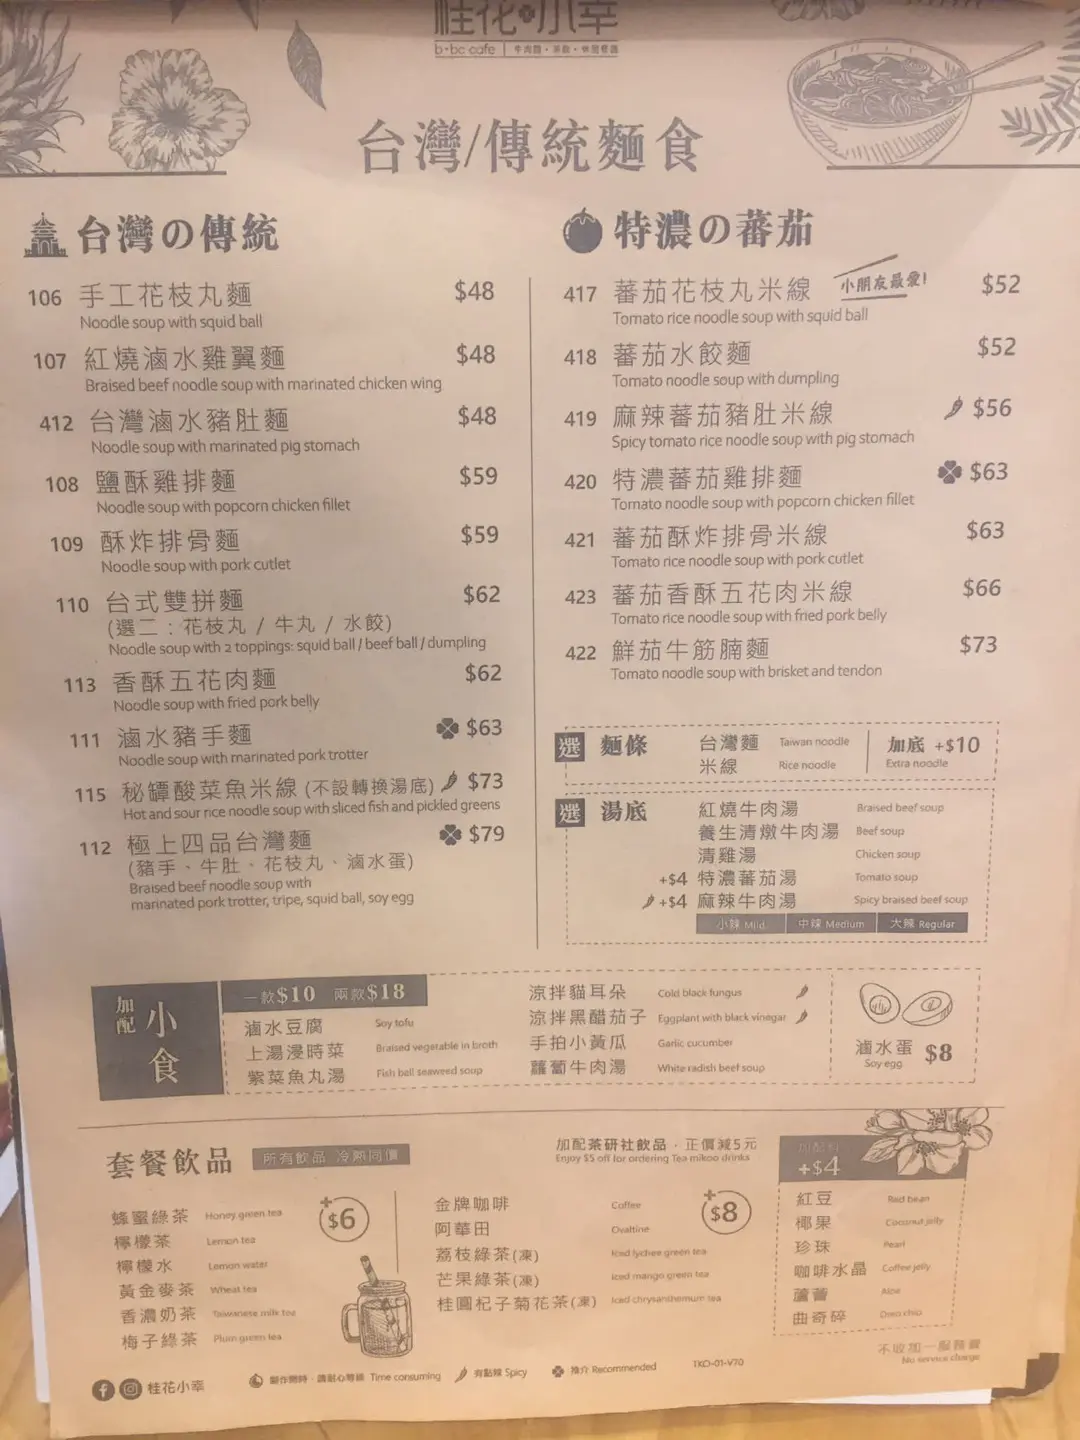 桂花小幸
b•bc cafe | 牛肉麵・茶飲・休閒餐廳
台灣/傳統麵食
台灣の傳統
106 手工花枝丸麵 $48
Noodle soup with squid ball
107 紅燒滷水雞翼麵 $48
Braised beef noodle soup with marinated chicken wing
412 台灣滷水豬肚麵 $48
Noodle soup with marinated pig stomach
108 鹽酥雞排麵 $59
Noodle soup with popcorn chicken fillet
109 酥炸排骨麵 $59
Noodle soup with pork cutlet
110 台式雙拼麵 $62
(選二：花枝丸 / 牛丸 / 水餃)
Noodle soup with 2 toppings: squid ball / beef ball / dumpling
113 香酥五花肉麵 $62
Noodle soup with fried pork belly
111 滷水豬手麵 $63
Noodle soup with marinated pork trotter
115 秘罈酸菜魚米線 (不設轉換湯底) $73
Hot and sour rice noodle soup with sliced fish and pickled greens
112 極上四品台灣麵 $79
(豬手、牛肚、花枝丸、滷水蛋)
Braised beef noodle soup with
marinated pork trotter, tripe, squid ball, soy egg
特濃の蕃茄
417 蕃茄花枝丸米線 小朋友最愛! $52
Tomato rice noodle soup with squid ball
418 蕃茄水餃麵 $52
Tomato noodle soup with dumpling
419 麻辣蕃茄豬肚米線 $56
Spicy tomato rice noodle soup with pig stomach
420 特濃蕃茄雞排麵 $63
Tomato noodle soup with popcorn chicken fillet
421 蕃茄酥炸排骨米線 $63
Tomato rice noodle soup with pork cutlet
423 蕃茄香酥五花肉米線 $66
Tomato rice noodle soup with fried pork belly
422 鮮茄牛筋腩麵 $73
Tomato noodle soup with brisket and tendon
選 麵條
台灣麵 Taiwan noodle
米線 Rice noodle
加底 +$10
Extra noodle
選 湯底
紅燒牛肉湯 Braised beef soup
養生清燉牛肉湯 Beef soup
清雞湯 Chicken soup
+$4 特濃蕃茄湯 Tomato soup
+$4 麻辣牛肉湯 Spicy braised beef soup
小辣 Mild 中辣 Medium 大辣 Regular
加配 小食
一款$10 兩款$18
滷水豆腐 Soy tofu
上湯浸時菜 Braised vegetable in broth
紫菜魚丸湯 Fish ball seaweed soup
涼拌貓耳朵 Cold black fungus
涼拌黑醋茄子 Eggplant with black vinegar
手拍小黃瓜 Garlic cucumber
蘿蔔牛肉湯 White radish beef soup
滷水蛋 $8
Soy egg
套餐飲品 所有飲品 冷熱同價
蜂蜜綠茶 Honey green tea
檸檬茶 Lemon tea
檸檬水 Lemon water
黃金麥茶 Wheat tea
香濃奶茶 Taiwanese milk tea
梅子綠茶 Plum green tea
+$6
加配茶研社飲品・正價減5元
Enjoy $5 off for ordering Tea mikoo drinks
金牌咖啡 Coffee
阿華田 Ovaltine
荔枝綠茶(凍) Iced lychee green tea
芒果綠茶(凍) Iced mango green tea
桂圓杞子菊花茶(凍) Iced chrysanthemum tea
+$8
加配料
+$4
紅豆 Red bean
椰果 Coconut jelly
珍珠 Pearl
咖啡水晶 Coffee jelly
蘆薈 Aloe
曲奇碎 Oreo chip
不收加一服務費
No service charge
桂花小幸
Time consuming
有點辣 Spicy
推介 Recommended
TKO-01-V70